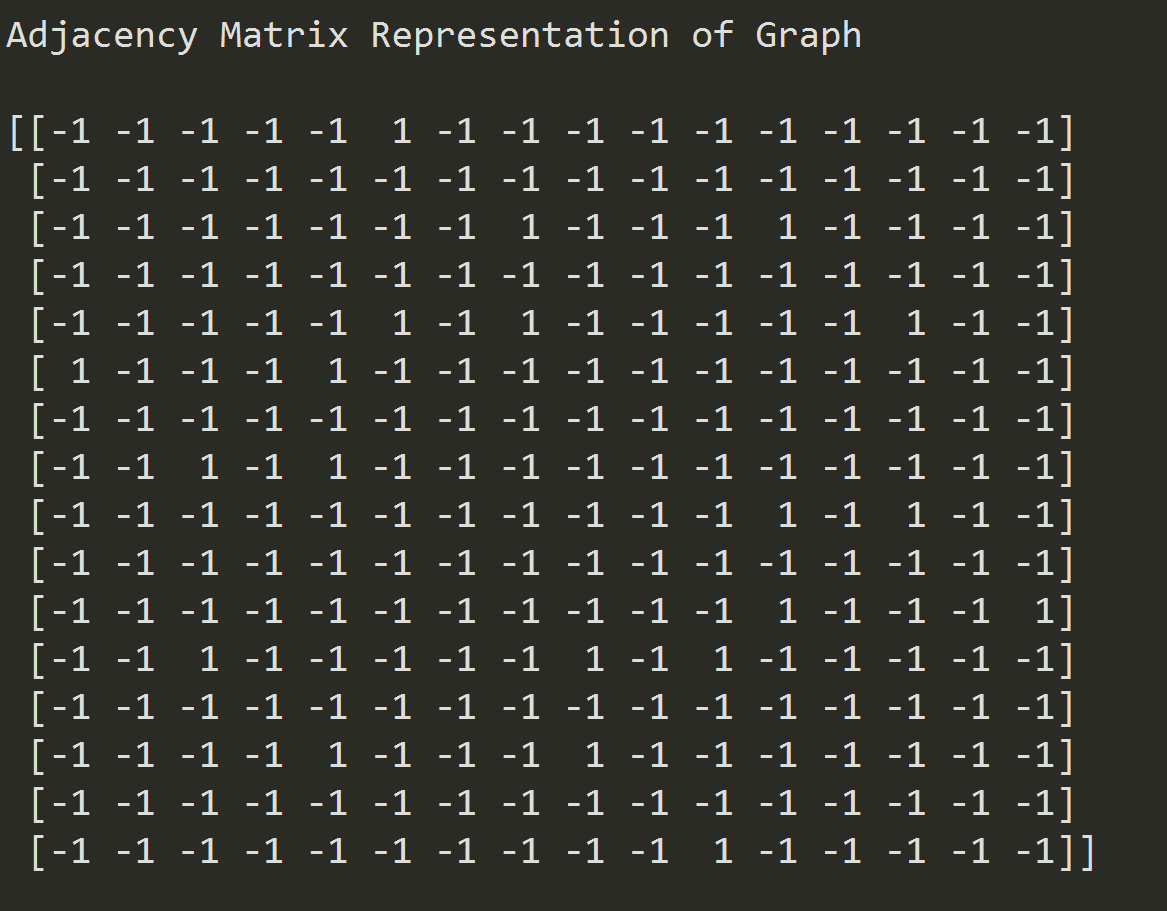 Adjacency Matrix Representation of Graph
[[-1 -1 -1 -1 -1  1 -1 -1 -1 -1 -1 -1 -1 -1 -1 -1]
 [-1 -1 -1 -1 -1 -1 -1 -1 -1 -1 -1 -1 -1 -1 -1 -1]
 [-1 -1 -1 -1 -1 -1 -1  1 -1 -1 -1  1 -1 -1 -1 -1]
 [-1 -1 -1 -1 -1 -1 -1 -1 -1 -1 -1 -1 -1 -1 -1 -1]
 [-1 -1 -1 -1 -1  1 -1  1 -1 -1 -1 -1 -1  1 -1 -1]
 [ 1 -1 -1 -1  1 -1 -1 -1 -1 -1 -1 -1 -1 -1 -1 -1]
 [-1 -1 -1 -1 -1 -1 -1 -1 -1 -1 -1 -1 -1 -1 -1 -1]
 [-1 -1  1 -1  1 -1 -1 -1 -1 -1 -1 -1 -1 -1 -1 -1]
 [-1 -1 -1 -1 -1 -1 -1 -1 -1 -1 -1  1 -1  1 -1 -1]
 [-1 -1 -1 -1 -1 -1 -1 -1 -1 -1 -1 -1 -1 -1 -1 -1]
 [-1 -1 -1 -1 -1 -1 -1 -1 -1 -1 -1  1 -1 -1 -1  1]
 [-1 -1  1 -1 -1 -1 -1 -1  1 -1  1 -1 -1 -1 -1 -1]
 [-1 -1 -1 -1 -1 -1 -1 -1 -1 -1 -1 -1 -1 -1 -1 -1]
 [-1 -1 -1 -1  1 -1 -1 -1  1 -1 -1 -1 -1 -1 -1 -1]
 [-1 -1 -1 -1 -1 -1 -1 -1 -1 -1 -1 -1 -1 -1 -1 -1]
 [-1 -1 -1 -1 -1 -1 -1 -1 -1 -1  1 -1 -1 -1 -1 -1]]